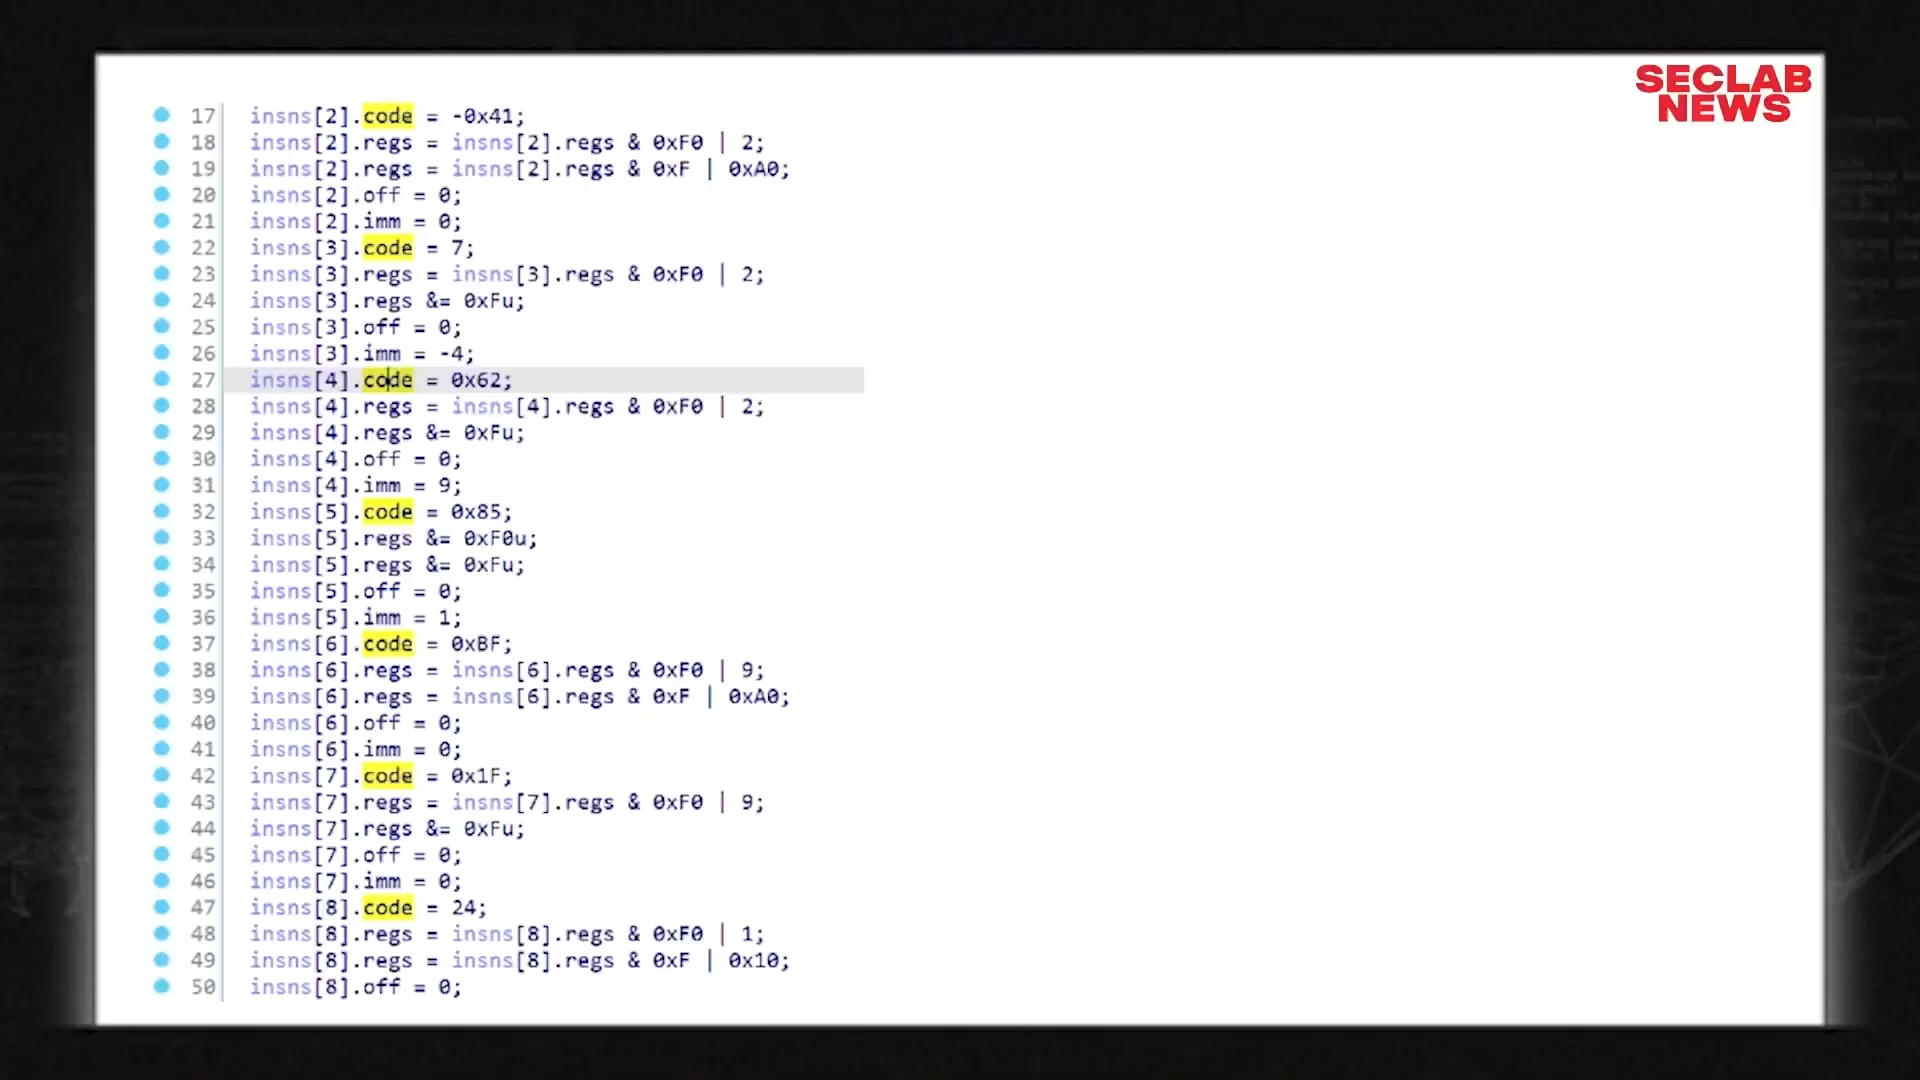 SECLAB
NEWS
17 insns[2].code = -0x41;
18 insns[2].regs = insns[2].regs & 0xF0 | 2;
19 insns[2].regs = insns[2].regs & 0xF | 0xA0;
20 insns[2].off = 0;
21 insns[2].imm = 0;
22 insns[3].code = 7;
23 insns[3].regs = insns[3].regs & 0xF0 | 2;
24 insns[3].regs &= 0xFu;
25 insns[3].off = 0;
26 insns[3].imm = -4;
27 insns[4].code = 0x62;
28 insns[4].regs = insns[4].regs & 0xF0 | 2;
29 insns[4].regs &= 0xFu;
30 insns[4].off = 0;
31 insns[4].imm = 9;
32 insns[5].code = 0x85;
33 insns[5].regs &= 0xF0u;
34 insns[5].regs &= 0xFu;
35 insns[5].off = 0;
36 insns[5].imm = 1;
37 insns[6].code = 0xBF;
38 insns[6].regs = insns[6].regs & 0xF0 | 9;
39 insns[6].regs = insns[6].regs & 0xF | 0xA0;
40 insns[6].off = 0;
41 insns[6].imm = 0;
42 insns[7].code = 0x1F;
43 insns[7].regs = insns[7].regs & 0xF0 | 9;
44 insns[7].regs &= 0xFu;
45 insns[7].off = 0;
46 insns[7].imm = 0;
47 insns[8].code = 24;
48 insns[8].regs = insns[8].regs & 0xF0 | 1;
49 insns[8].regs = insns[8].regs & 0xF | 0x10;
50 insns[8].off = 0;